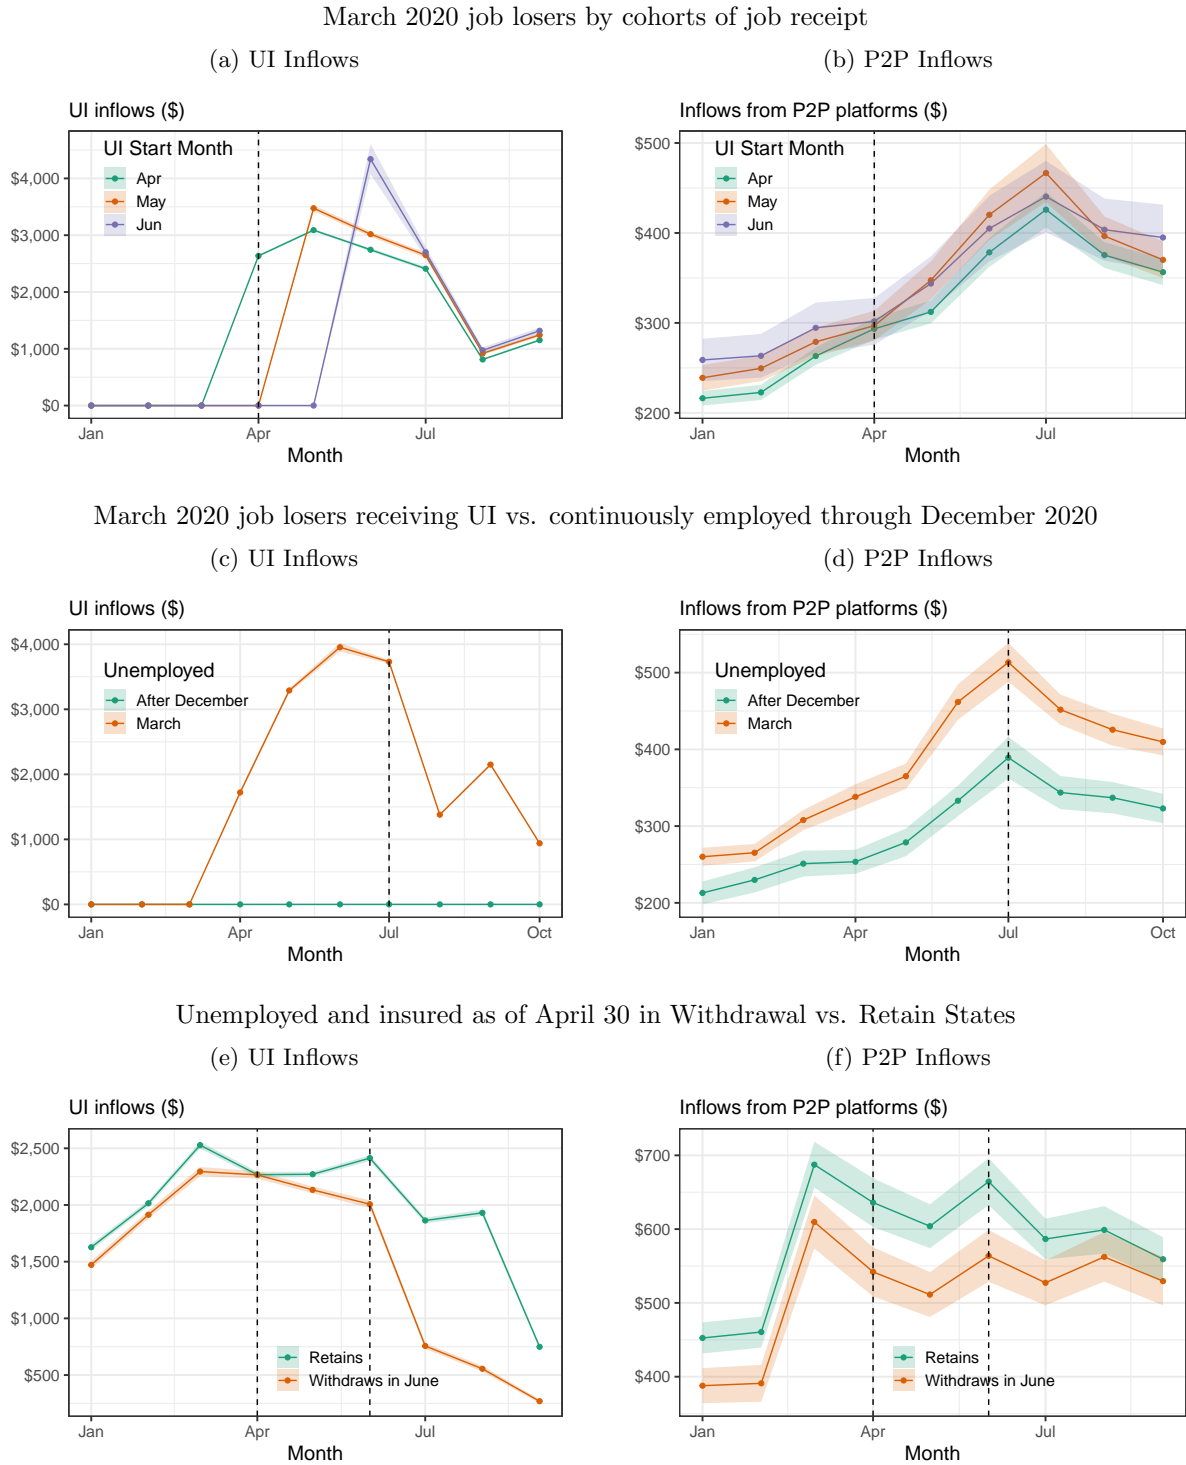 March 2020 job losers by cohorts of job receipt
(a) UI Inflows
UI inflows ($)
UI Start Month
Apr
May
Jun
$4,000
$3,000
$2,000
$1,000
$0
Jan
Apr
Jul
Month
(b) P2P Inflows
Inflows from P2P platforms ($)
UI Start Month
Apr
May
Jun
$500
$400
$300
$200
Jan
Apr
Jul
Month
March 2020 job losers receiving UI vs. continuously employed through December 2020
(c) UI Inflows
UI inflows ($)
Unemployed
After December
March
$4,000
$3,000
$2,000
$1,000
$0
Jan
Apr
Jul
Oct
Month
(d) P2P Inflows
Inflows from P2P platforms ($)
Unemployed
After December
March
$500
$400
$300
$200
Jan
Apr
Jul
Oct
Month
Unemployed and insured as of April 30 in Withdrawal vs. Retain States
(e) UI Inflows
UI inflows ($)
$2,500
$2,000
$1,500
$1,000
$500
Retains
Withdraws in June
Jan
Apr
Jul
Month
(f) P2P Inflows
Inflows from P2P platforms ($)
$700
$600
$500
$400
Retains
Withdraws in June
Jan
Apr
Jul
Month